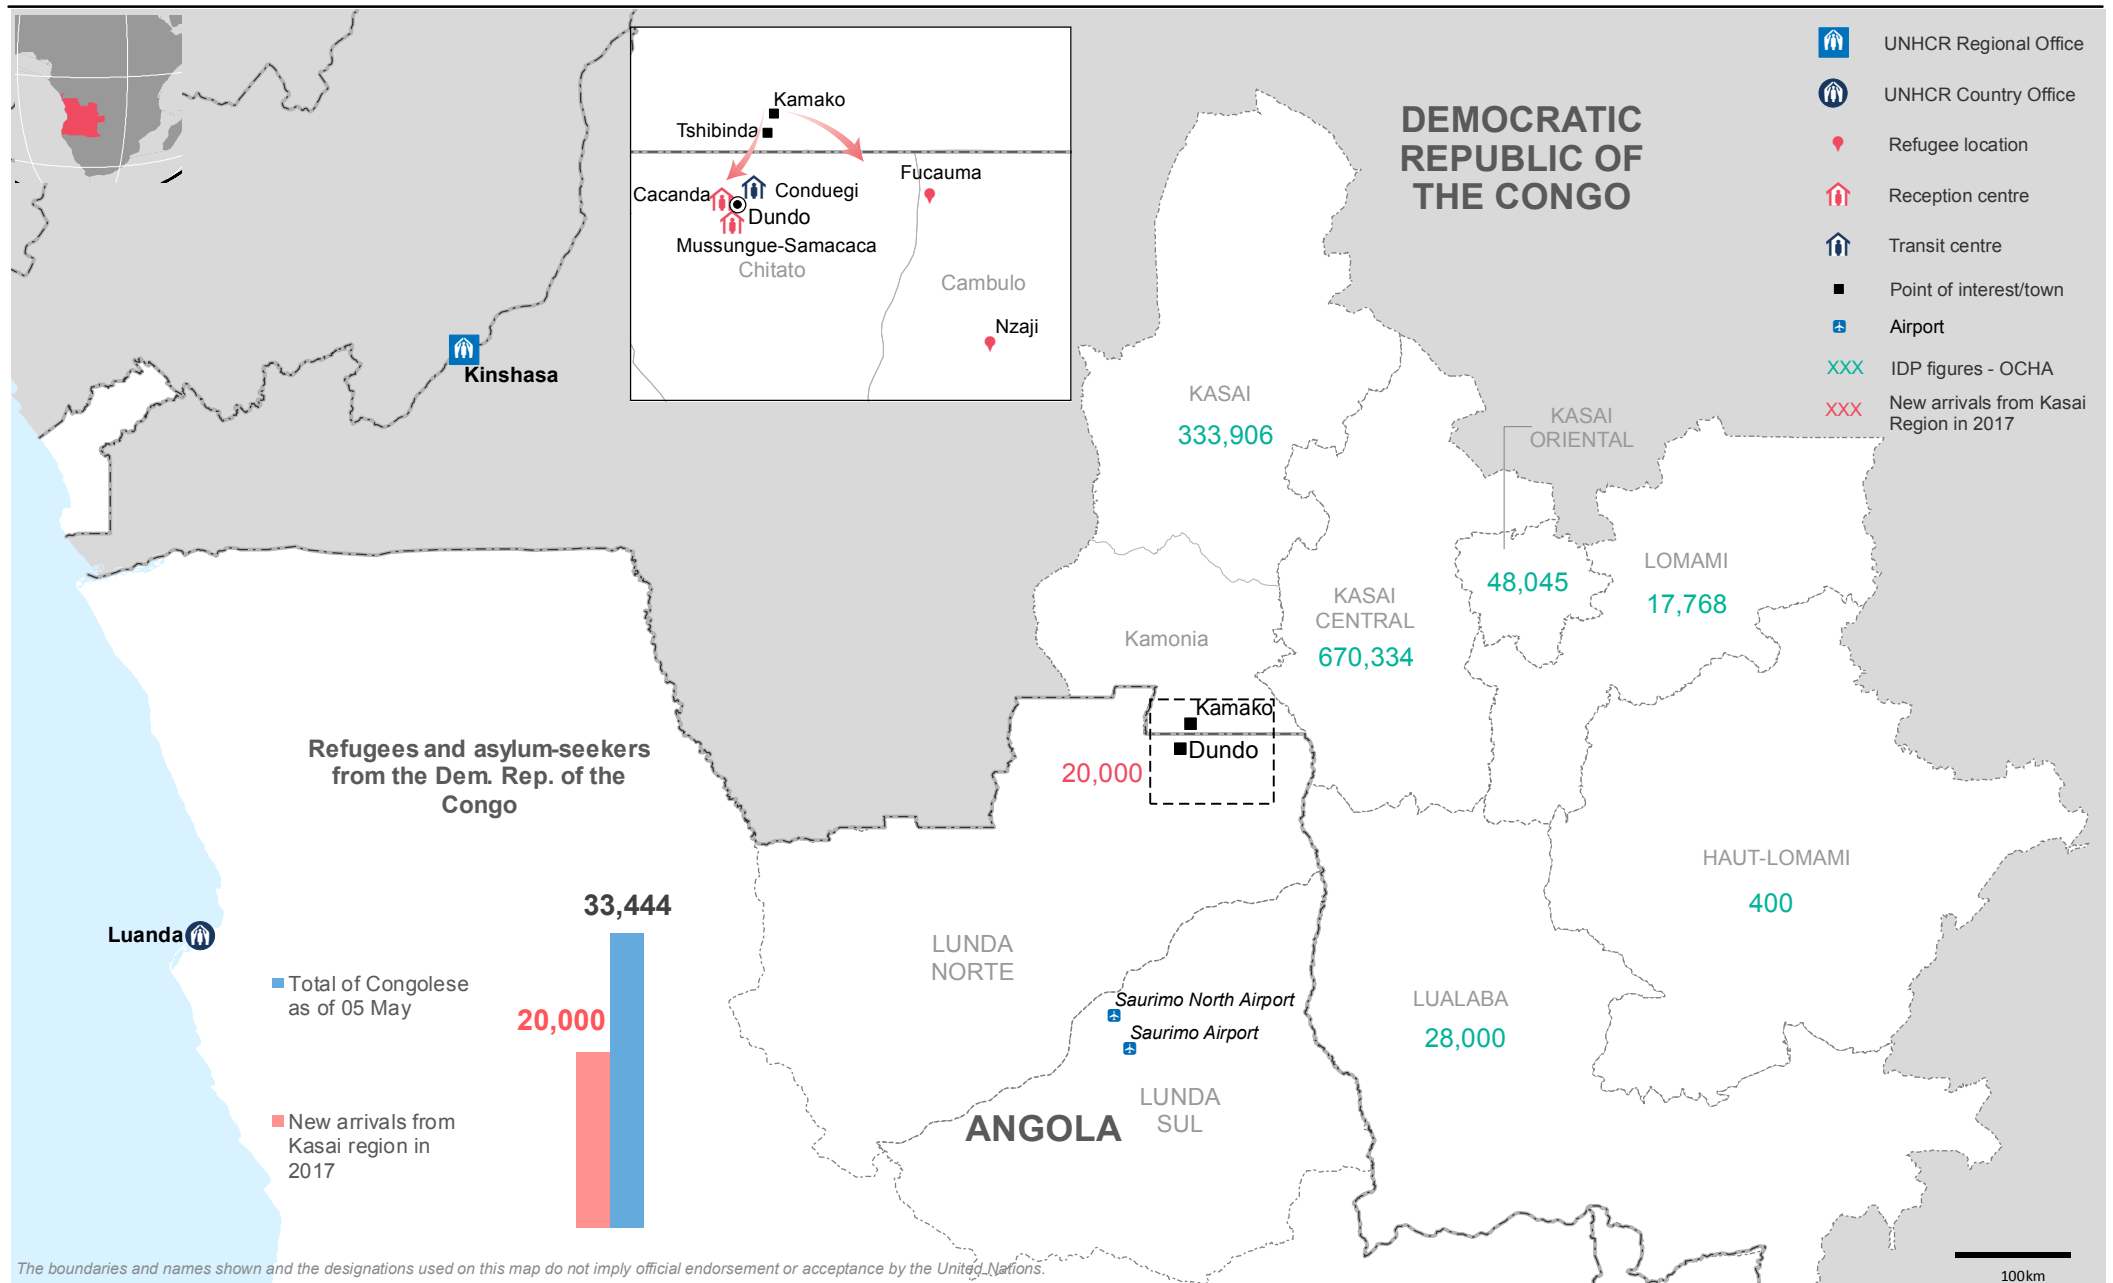 UNHCR Regional Office
UNHCR Country Office
Refugee location
Reception centre
Transit centre
Point of interest/town
Airport
XXX IDP figures - OCHA
XXX New arrivals from Kasai
Region in 2017
Kamako
Tshibinda
Cacanda
Conduegi
Dundo
Mussungue-Samacaca
Chitato
Fucauma
Cambulo
Nzaji
DEMOCRATIC
REPUBLIC OF
THE CONGO
Kinshasa
KASAI
333,906
KASAI
ORIENTAL
48,045
LOMAMI
17,768
KASAI
CENTRAL
670,334
Kamonia
Kamako
Dundo
20,000
Refugees and asylum-seekers
from the Dem. Rep. of the
Congo
33,444
20,000
Total of Congolese
as of 05 May
New arrivals from
Kasai region in
2017
Luanda
HAUT-LOMAMI
400
LUNDA
NORTE
Saurimo North Airport
Saurimo Airport
LUALABA
28,000
LUNDA
SUL
ANGOLA
The boundaries and names shown and the designations used on this map do not imply official endorsement or acceptance by the United Nations.
100km